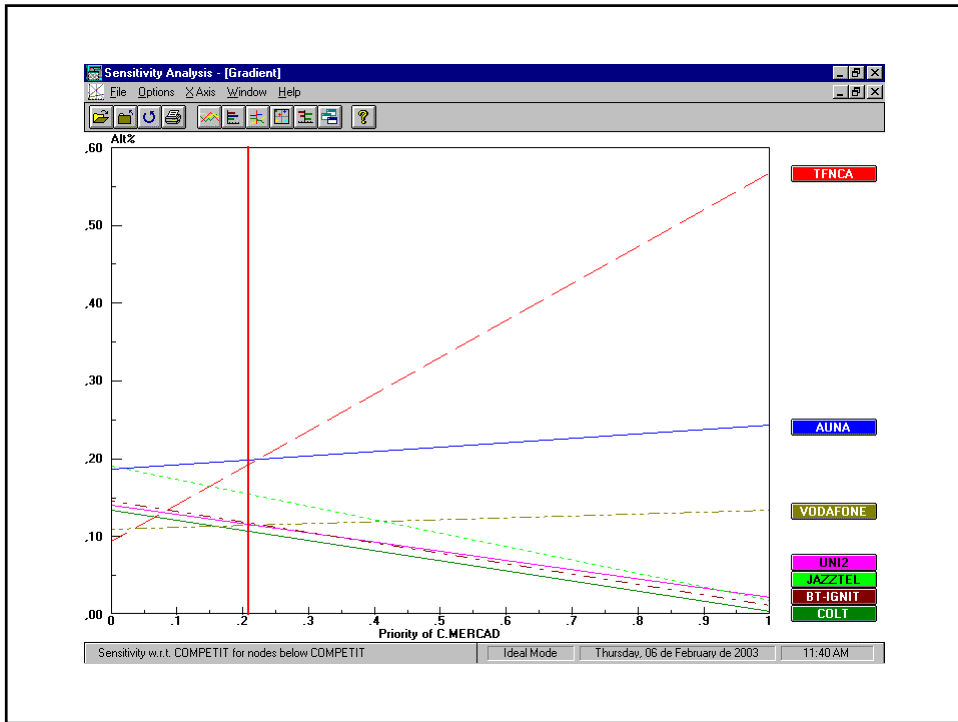 Sensitivity Analysis - [Gradient]
File Options X Axis Window Help
?
Alt%
,60
,50
,40
,30
,20
,10
,00
0 .1 .2 .3 .4 .5 .6 .7 .8 .9 1
Priority of C.MERCAD
TFNCA
AUNA
VODAFONE
UNI2
JAZZTEL
BT-IGNIT
COLT
Sensitivity w.r.t. COMPETIT for nodes below COMPETIT Ideal Mode Thursday, 06 de February de 2003 11:40 AM